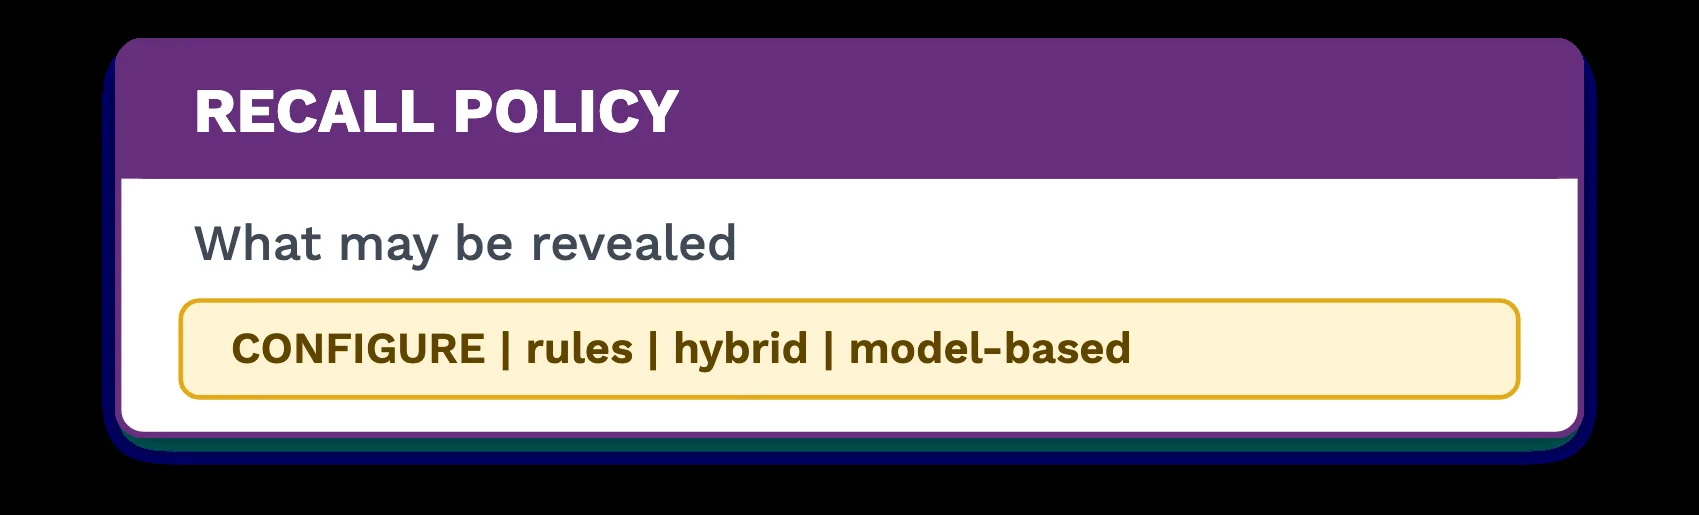 RECALL POLICY
What may be revealed
CONFIGURE | rules | hybrid | model-based